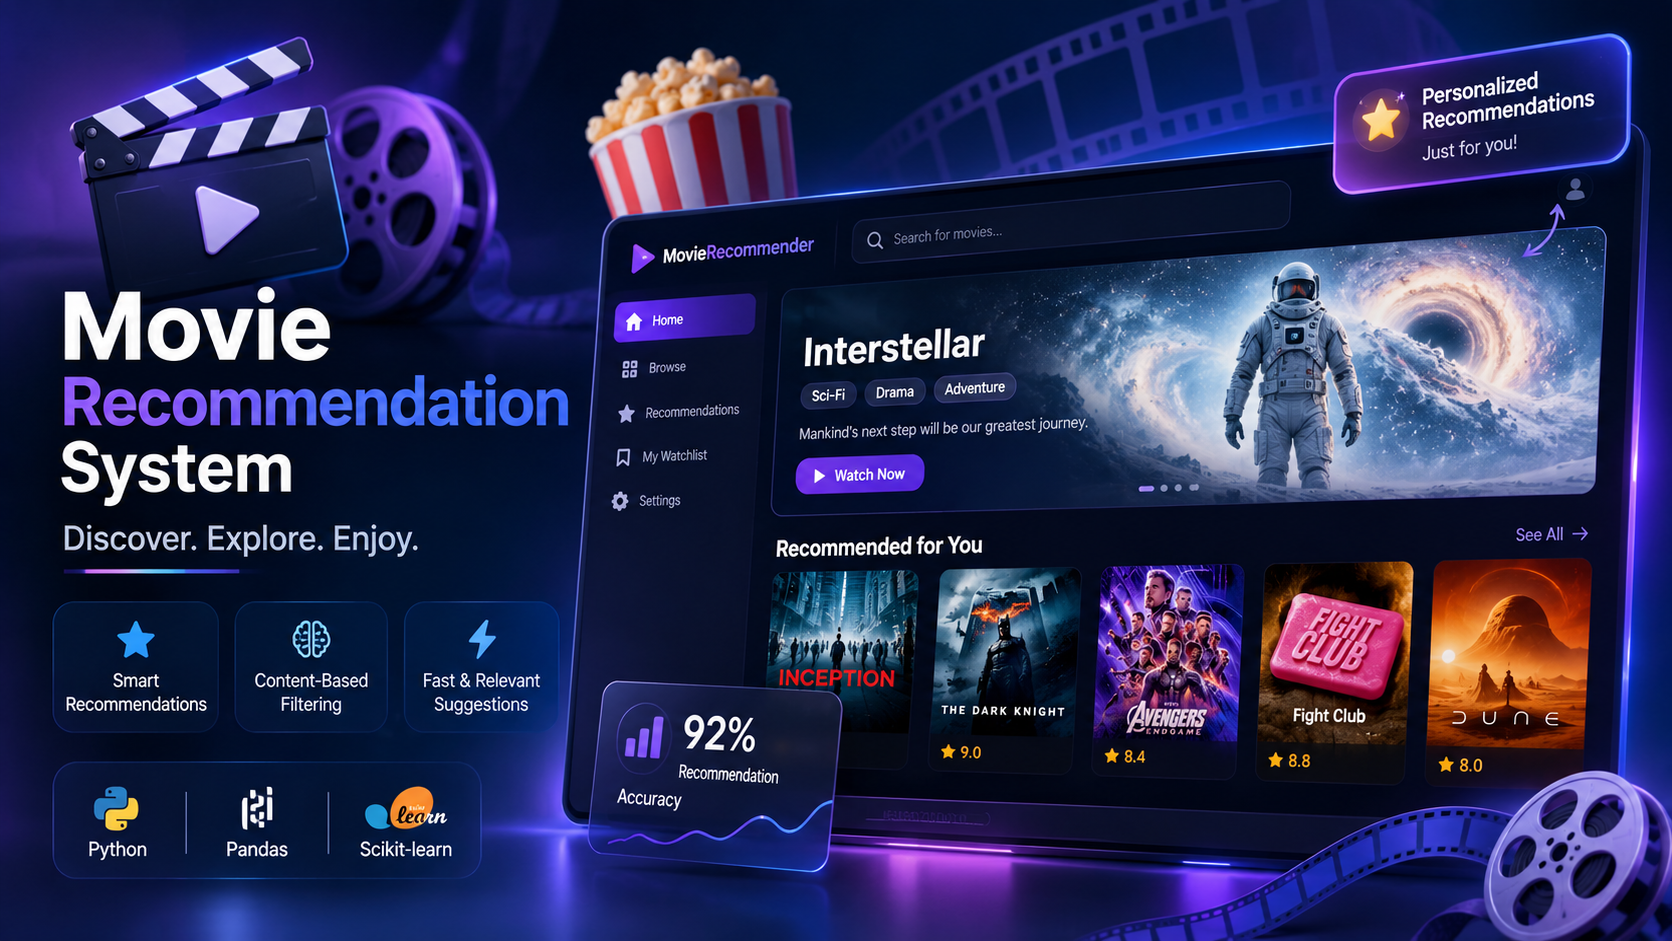 Movie
Recommendation
System
Discover. Explore. Enjoy.
Smart
Recommendations
Content-Based
Filtering
Fast & Relevant
Suggestions
Python
Pandas
learn
Scikit-learn
Personalized
Recommendations
Just for you!
MovieRecommender
Search for movies...
Home
Browse
Recommendations
My Watchlist
Settings
Interstellar
Sci-Fi
Drama
Adventure
Mankind's next step will be our greatest journey.
Watch Now
Recommended for You
See All
INCEPTION
THE DARK KNIGHT
9.0
AVENGERS
ENDGAME
8.4
FIGHT
CLUB
Fight Club
8.8
DUNE
8.0
92%
Recommendation
Accuracy